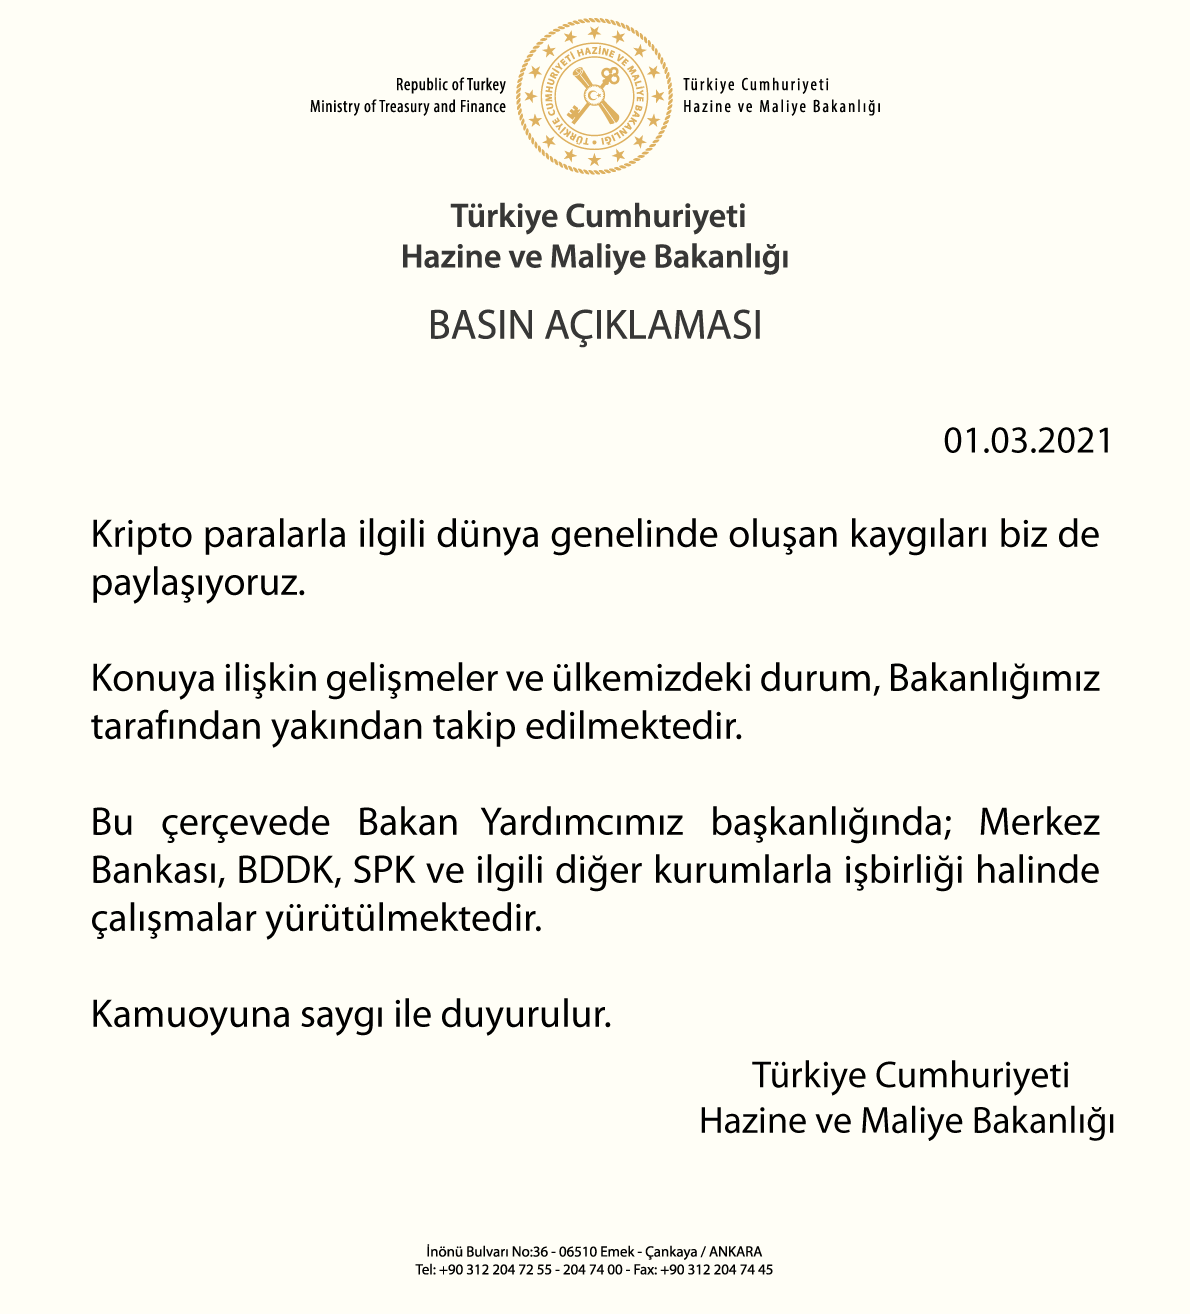 Republic of Turkey
Ministry of Treasury and Finance
TÜRKİYE CUMHURİYETİ HAZİNE VE MALİYE BAKANLIĞI
Türkiye Cumhuriyeti
Hazine ve Maliye Bakanlığı
Türkiye Cumhuriyeti
Hazine ve Maliye Bakanlığı
BASIN AÇIKLAMASI
01.03.2021
Kripto paralarla ilgili dünya genelinde oluşan kaygıları biz de
paylaşıyoruz.
Konuya ilişkin gelişmeler ve ülkemizdeki durum, Bakanlığımız
tarafından yakından takip edilmektedir.
Bu çerçevede Bakan Yardımcımız başkanlığında; Merkez
Bankası, BDDK, SPK ve ilgili diğer kurumlarla işbirliği halinde
çalışmalar yürütülmektedir.
Kamuoyuna saygı ile duyurulur.
Türkiye Cumhuriyeti
Hazine ve Maliye Bakanlığı
İnönü Bulvarı No:36 - 06510 Emek - Çankaya / ANKARA
Tel: +90 312 204 72 55 - 204 74 00 - Fax: +90 312 204 74 45